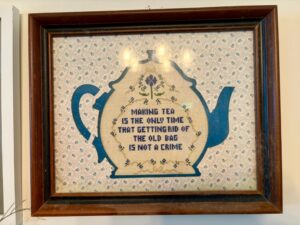 MAKING TEA
IS THE ONLY TIME
THAT GETTING RID OF
THE OLD BAG
IS NOT A CRIME